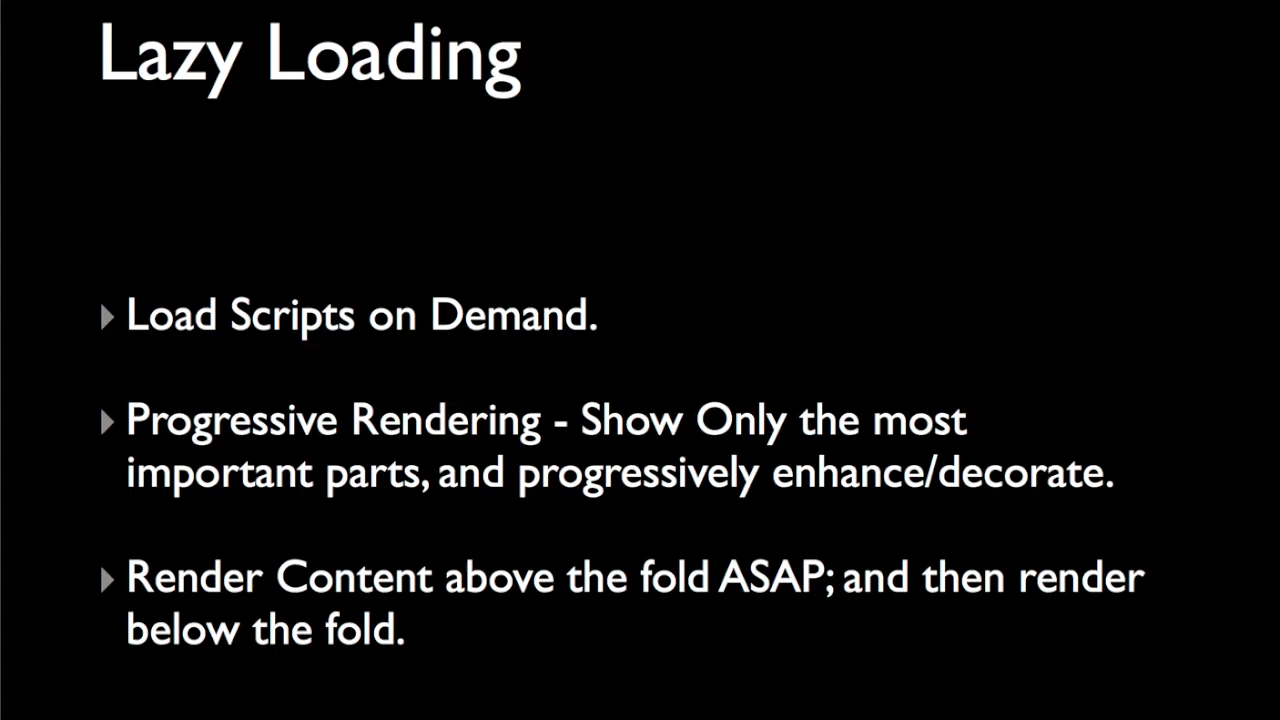 Lazy Loading
Load Scripts on Demand.
Progressive Rendering - Show Only the most
important parts, and progressively enhance/decorate.
Render Content above the fold ASAP; and then render
below the fold.